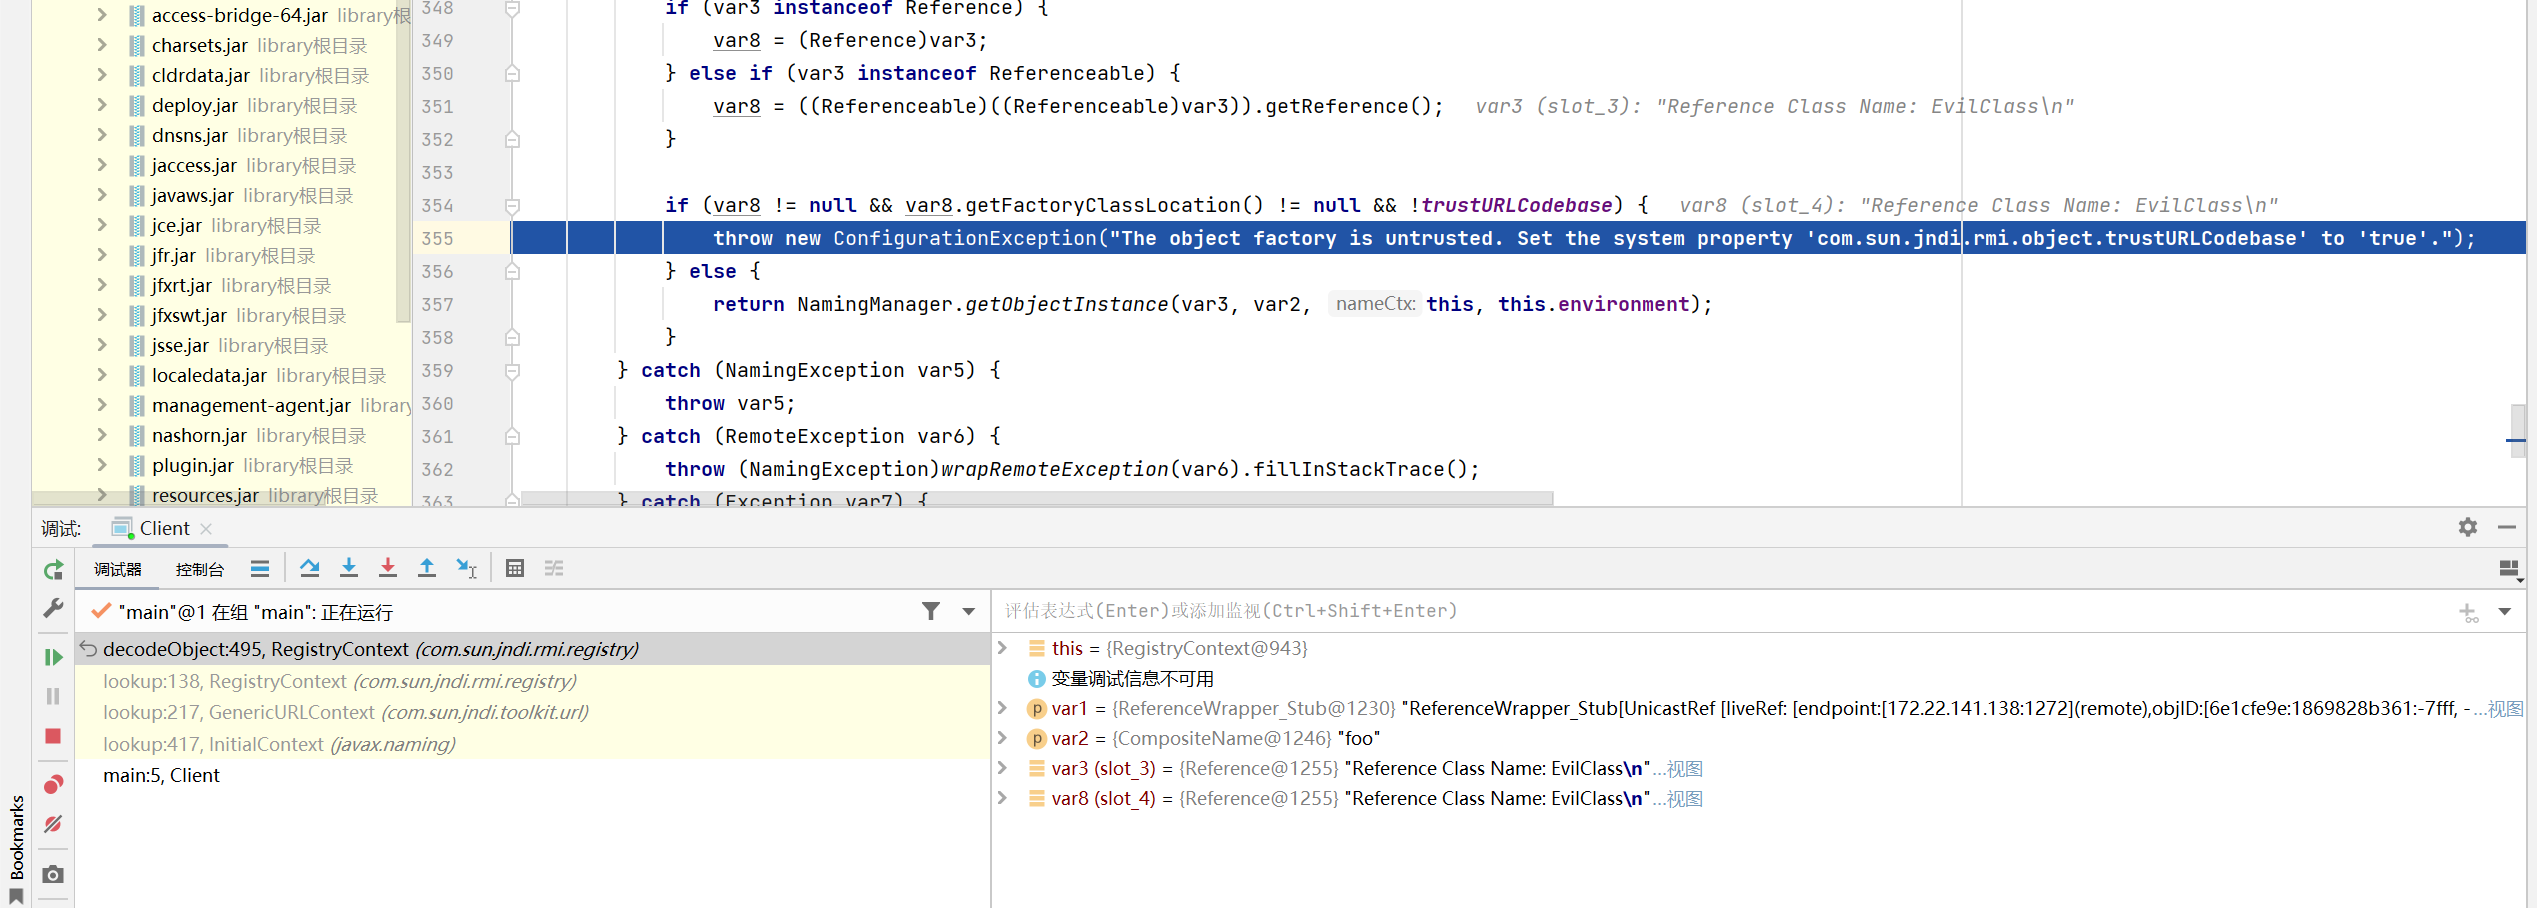 access-bridge-64.jar library根
charsets.jar library根目录
cldrdata.jar library根目录
deploy.jar library根目录
dnsns.jar library根目录
jaccess.jar library根目录
javaws.jar library根目录
jce.jar library根目录
jfr.jar library根目录
jfxrt.jar library根目录
jfxswt.jar library根目录
jsse.jar library根目录
localedata.jar library根目录
management-agent.jar library
nashorn.jar library根目录
plugin.jar library根目录
resources.jar library根目录
348 if (var3 instanceof Reference) {
349 var8 = (Reference)var3;
350 } else if (var3 instanceof Referenceable) {
351 var8 = ((Referenceable)((Referenceable)var3)).getReference(); var3 (slot_3): "Reference Class Name: EvilClass\n"
352 }
353
354 if (var8 != null && var8.getFactoryClassLocation() != null && !trustURLCodebase) { var8 (slot_4): "Reference Class Name: EvilClass\n"
355 throw new ConfigurationException("The object factory is untrusted. Set the system property 'com.sun.jndi.rmi.object.trustURLCodebase' to 'true'.");
356 } else {
357 return NamingManager.getObjectInstance(var3, var2, nameCtx: this, this.environment);
358 }
359 } catch (NamingException var5) {
360 throw var5;
361 } catch (RemoteException var6) {
362 throw (NamingException)wrapRemoteException(var6).fillInStackTrace();
363 } catch (Exception var7) {
调试: Client
调试器 控制台
"main"@1 在组 "main": 正在运行
decodeObject:495, RegistryContext (com.sun.jndi.rmi.registry)
lookup:138, RegistryContext (com.sun.jndi.rmi.registry)
lookup:217, GenericURLContext (com.sun.jndi.toolkit.url)
lookup:417, InitialContext (javax.naming)
main:5, Client
评估表达式(Enter)或添加监视(Ctrl+Shift+Enter)
this = {RegistryContext@943}
变量调试信息不可用
var1 = {ReferenceWrapper_Stub@1230} "ReferenceWrapper_Stub[UnicastRef [liveRef: [endpoint:[172.22.141.138:1272](remote),objID:[6e1cfe9e:1869828b361:-7fff, -...视图
var2 = {CompositeName@1246} "foo"
var3 (slot_3) = {Reference@1255} "Reference Class Name: EvilClass\n"...视图
var8 (slot_4) = {Reference@1255} "Reference Class Name: EvilClass\n"...视图
Bookmarks